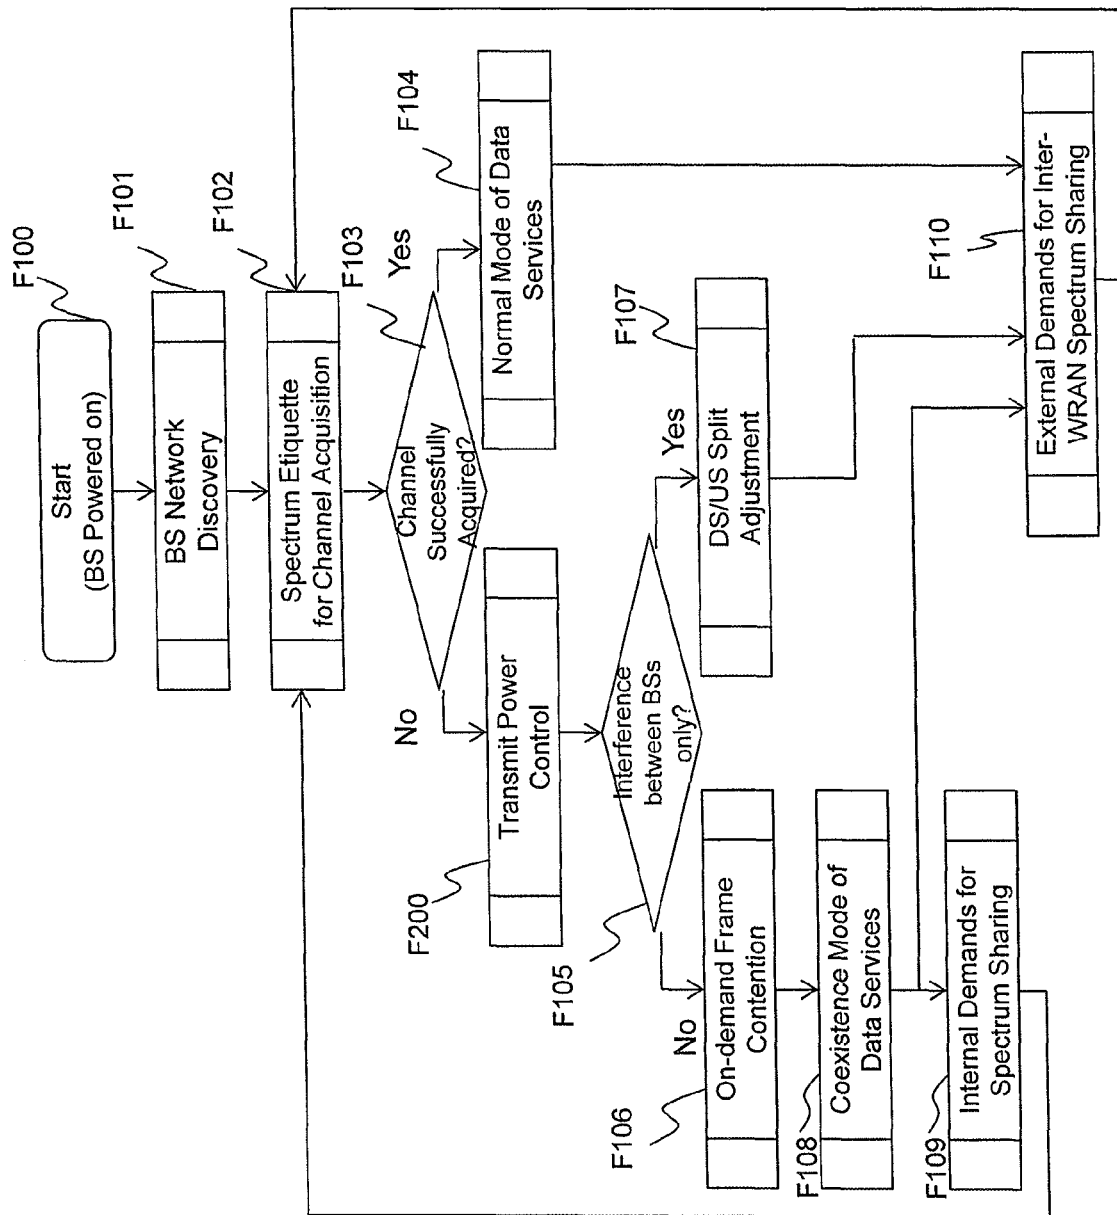 F100
Start
(BS Powered on)
F101
BS Network
Discovery
F102
Spectrum Etiquette
for Channel Acquisition
F103
Channel
Successfully
Acquired?
Yes
No
F104
Normal Mode of Data
Services
F200
Transmit Power
Control
F105
Interference
between BSs
only?
Yes
No
F107
DS/US Split
Adjustment
F106
On-demand Frame
Contention
F108
Coexistence Mode of
Data Services
F109
Internal Demands for
Spectrum Sharing
F110
External Demands for Inter-
WRAN Spectrum Sharing